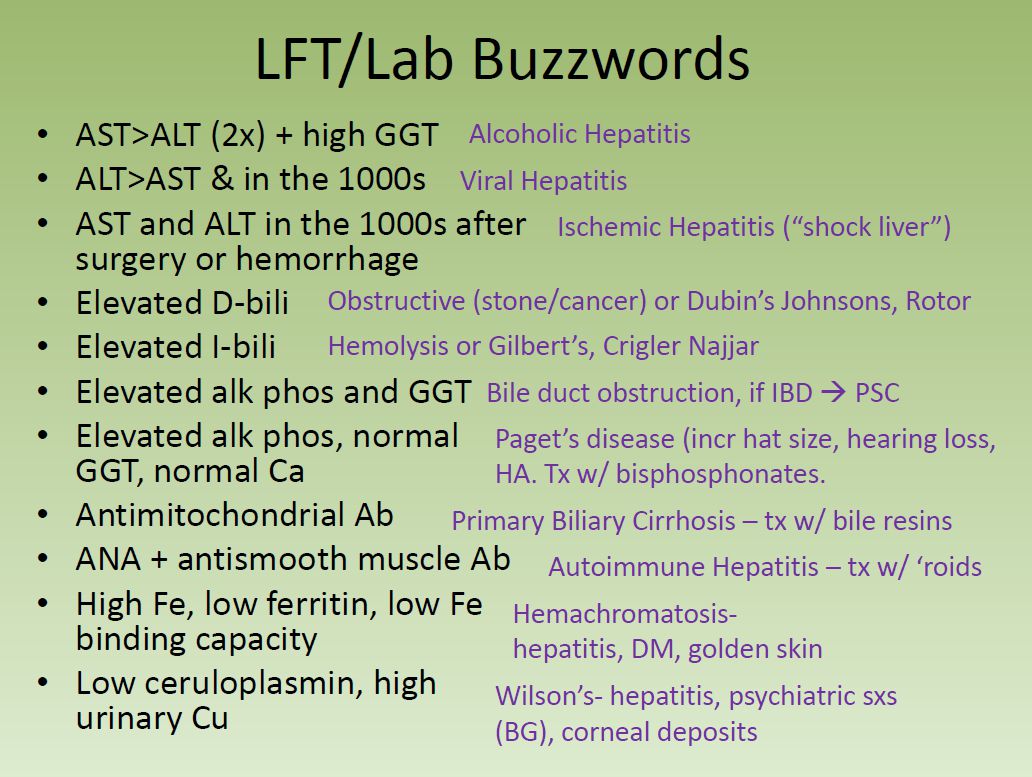 LFT/Lab Buzzwords
• AST>ALT (2x) + high GGT Alcoholic Hepatitis
• ALT>AST & in the 1000s Viral Hepatitis
• AST and ALT in the 1000s after Ischemic Hepatitis (“shock liver”)
surgery or hemorrhage
• Elevated D-bili Obstructive (stone/cancer) or Dubin’s Johnsons, Rotor
• Elevated I-bili Hemolysis or Gilbert’s, Crigler Najjar
• Elevated alk phos and GGT Bile duct obstruction, if IBD → PSC
• Elevated alk phos, normal Paget’s disease (incr hat size, hearing loss,
GGT, normal Ca HA. Tx w/ bisphosphonates.
• Antimitochondrial Ab Primary Biliary Cirrhosis – tx w/ bile resins
• ANA + antismooth muscle Ab Autoimmune Hepatitis – tx w/ ‘roids
• High Fe, low ferritin, low Fe Hemachromatosis-
binding capacity hepatitis, DM, golden skin
• Low ceruloplasmin, high Wilson’s- hepatitis, psychiatric sxs
urinary Cu (BG), corneal deposits